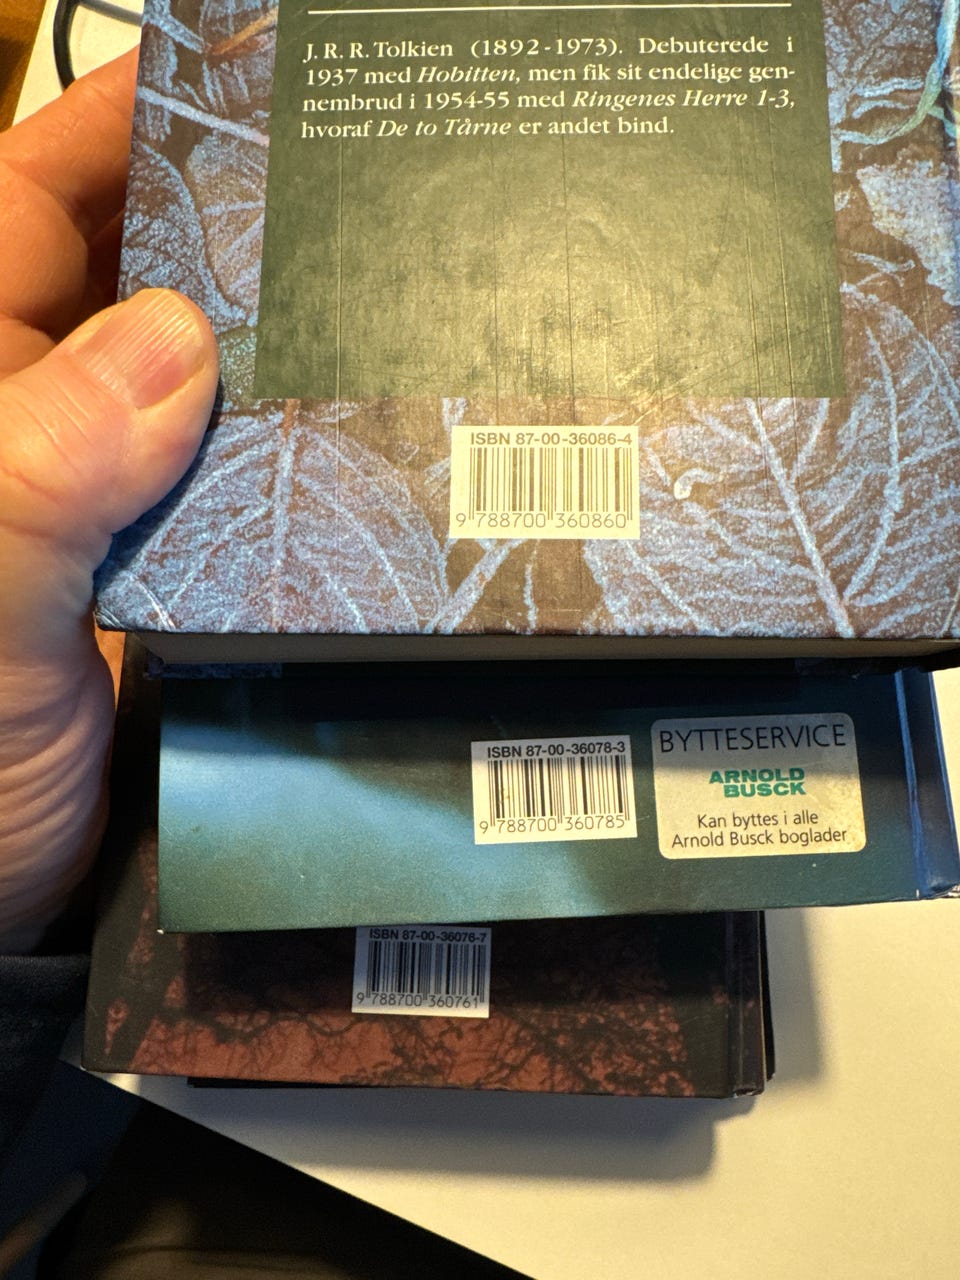 J. R. R. Tolkien (1892-1973). Debuterede i
1937 med Hobitten, men fik sit endelige gen-
nembrud i 1954-55 med Ringenes Herre 1-3,
hvoraf De to Tårne er andet bind.
ISBN 87-00-36086-4
9 788700 360860
ISBN 87-00-36078-3
9 788700 360785
BYTTESERVICE
ARNOLD
BUSCK
Kan byttes i alle
Arnold Busck boglader
ISBN 87-00-36076-7
9 788700 360761